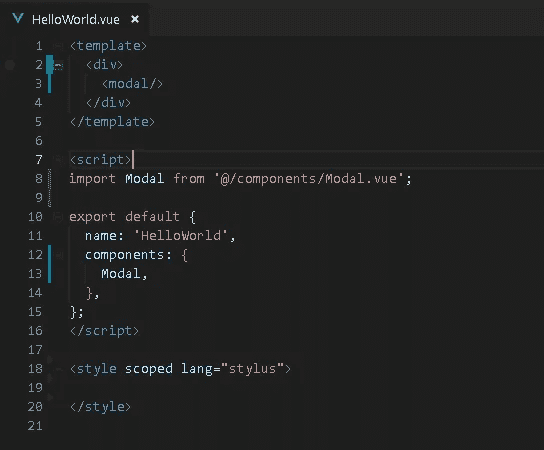 HelloWorld.vue ×
1 <template>
2 <div>
3 <modal/>
4 </div>
5 </template>
6
7 <script>
8 import Modal from '@/components/Modal.vue';
9
10 export default {
11 name: 'HelloWorld',
12 components: {
13 Modal,
14 },
15 };
16 </script>
17
18 <style scoped lang="stylus">
19
20 </style>
21